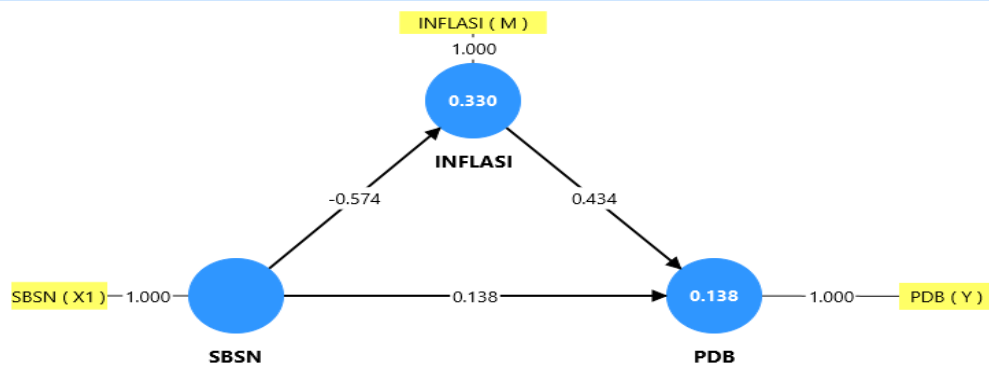 INFLASI ( M )
1.000
0.330
INFLASI
-0.574
0.434
SBSN ( X1 )
1.000
0.138
0.138
1.000
PDB ( Y )
SBSN
PDB